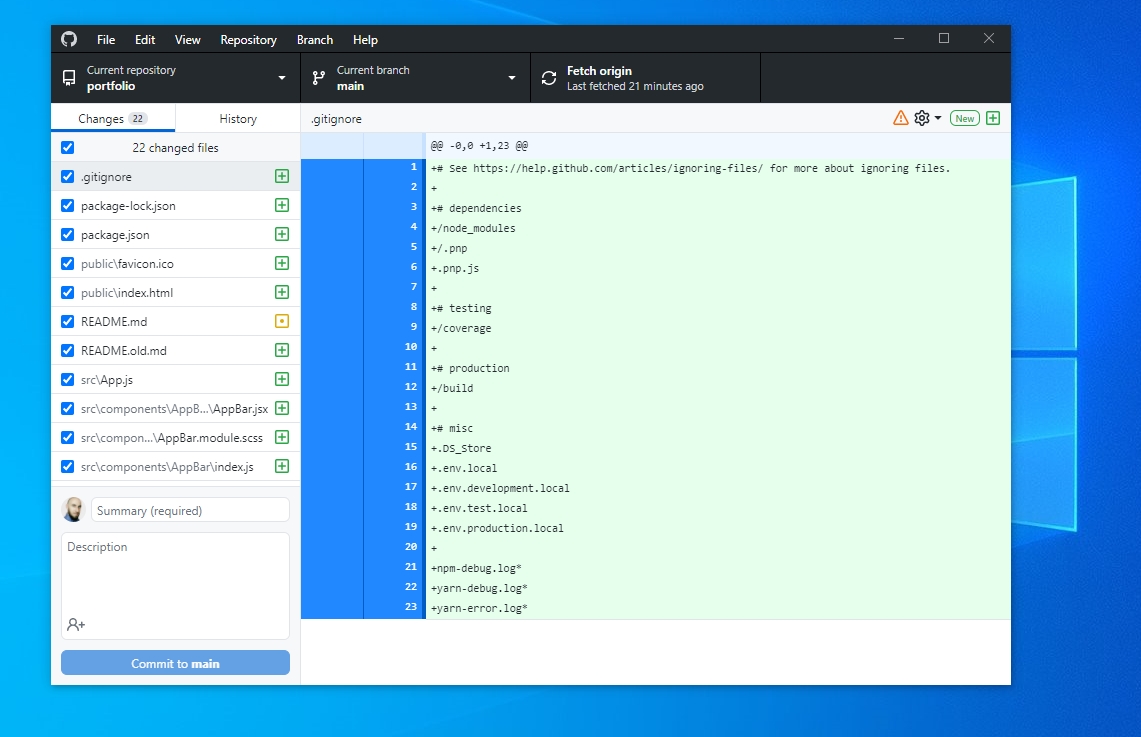 File Edit View Repository Branch Help
Current repository
portfolio
Current branch
main
Fetch origin
Last fetched 21 minutes ago
Changes 22
History
.gitignore
New
22 changed files
.gitignore
package-lock.json
package.json
public\favicon.ico
public\index.html
README.md
README.old.md
src\App.js
src\components\AppB...\AppBar.jsx
src\compon...\AppBar.module.scss
src\components\AppBar\index.js
Summary (required)
Description
Commit to main
@@ -0,0 +1,23 @@
1 +# See https://help.github.com/articles/ignoring-files/ for more about ignoring files.
2 +
3 +# dependencies
4 +/node_modules
5 +/.pnp
6 +.pnp.js
7 +
8 +# testing
9 +/coverage
10 +
11 +# production
12 +/build
13 +
14 +# misc
15 +.DS_Store
16 +.env.local
17 +.env.development.local
18 +.env.test.local
19 +.env.production.local
20 +
21 +npm-debug.log*
22 +yarn-debug.log*
23 +yarn-error.log*